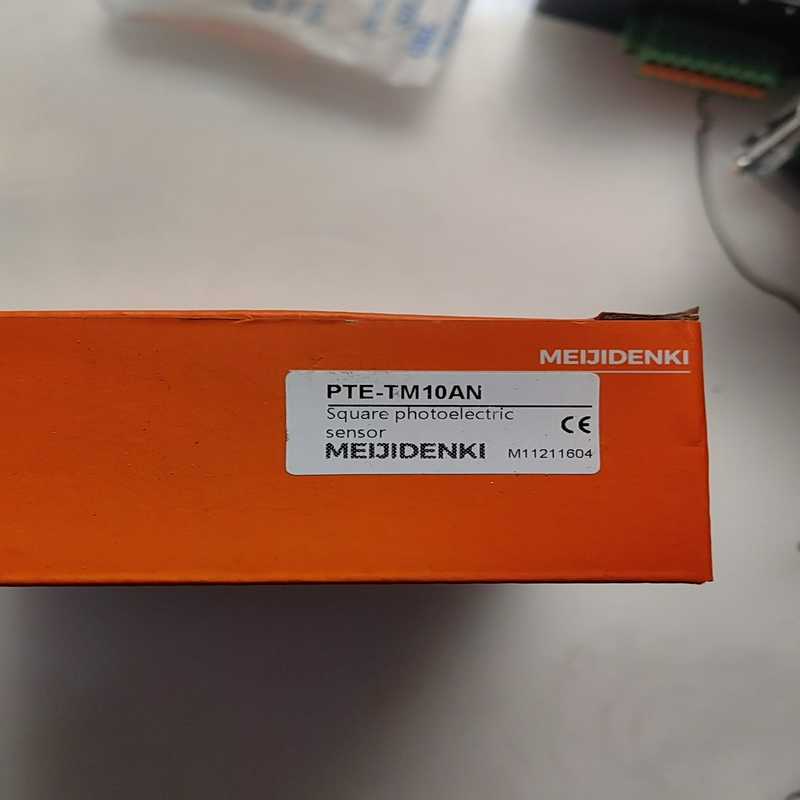 MEIJIDENKI
PTE-TM10AN
Square photoelectric
sensor
CE
MEIJIDENKI M11211604